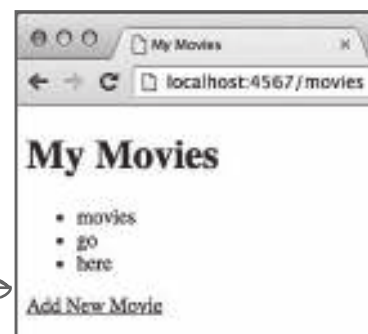 My Movies
localhost:4567/movies
My Movies
• movies
• go
• here
Add New Movie